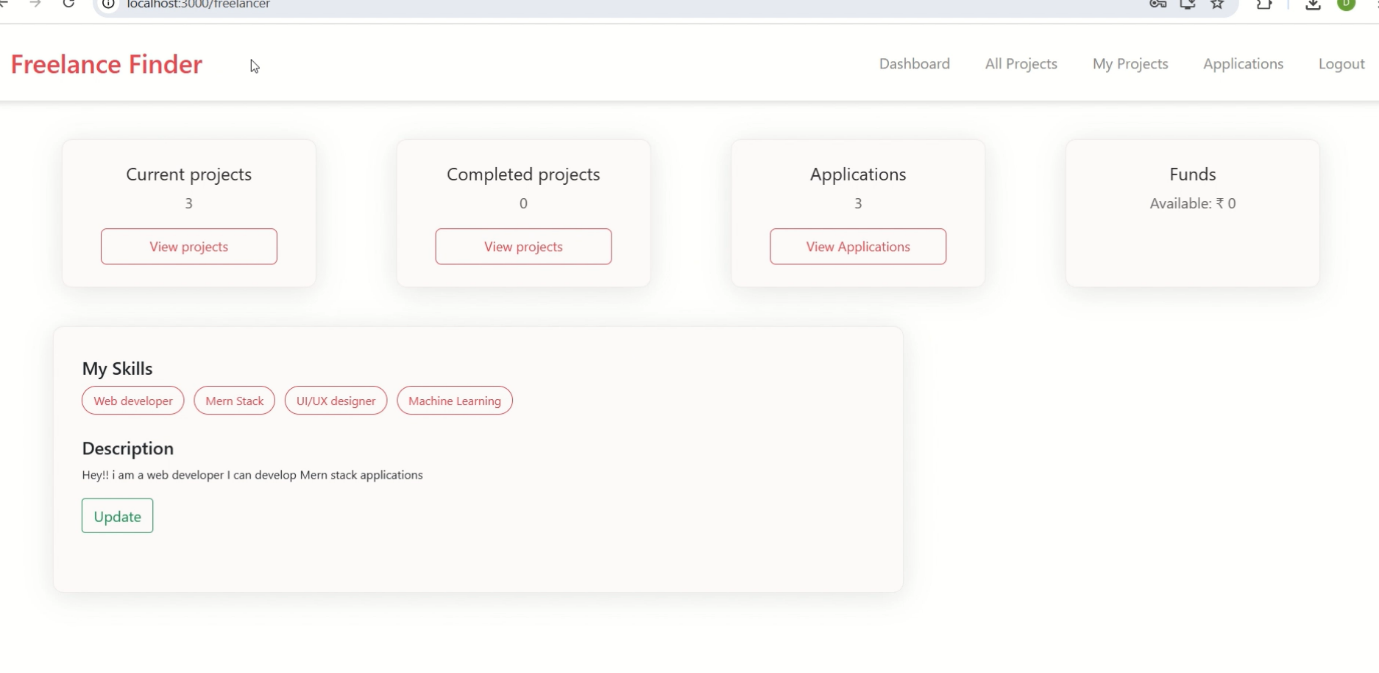 localhost:3000/freelancer
D
Freelance Finder
Dashboard All Projects My Projects Applications Logout
Current projects
3
View projects
Completed projects
0
View projects
Applications
3
View Applications
Funds
Available: ₹ 0
My Skills
Web developer Mern Stack UI/UX designer Machine Learning
Description
Hey!! i am a web developer I can develop Mern stack applications
Update